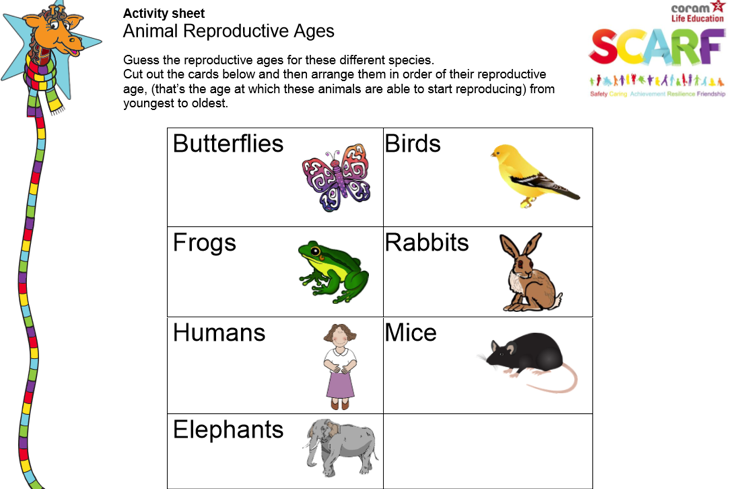 Activity sheet
Animal Reproductive Ages
Guess the reproductive ages for these different species.
Cut out the cards below and then arrange them in order of their reproductive
age, (that's the age at which these animals are able to start reproducing) from
youngest to oldest.
coram
Life Education
SCARF
Safety Caring Achievement Resilience Friendship
Butterflies
Birds
Frogs
Rabbits
Humans
Mice
Elephants